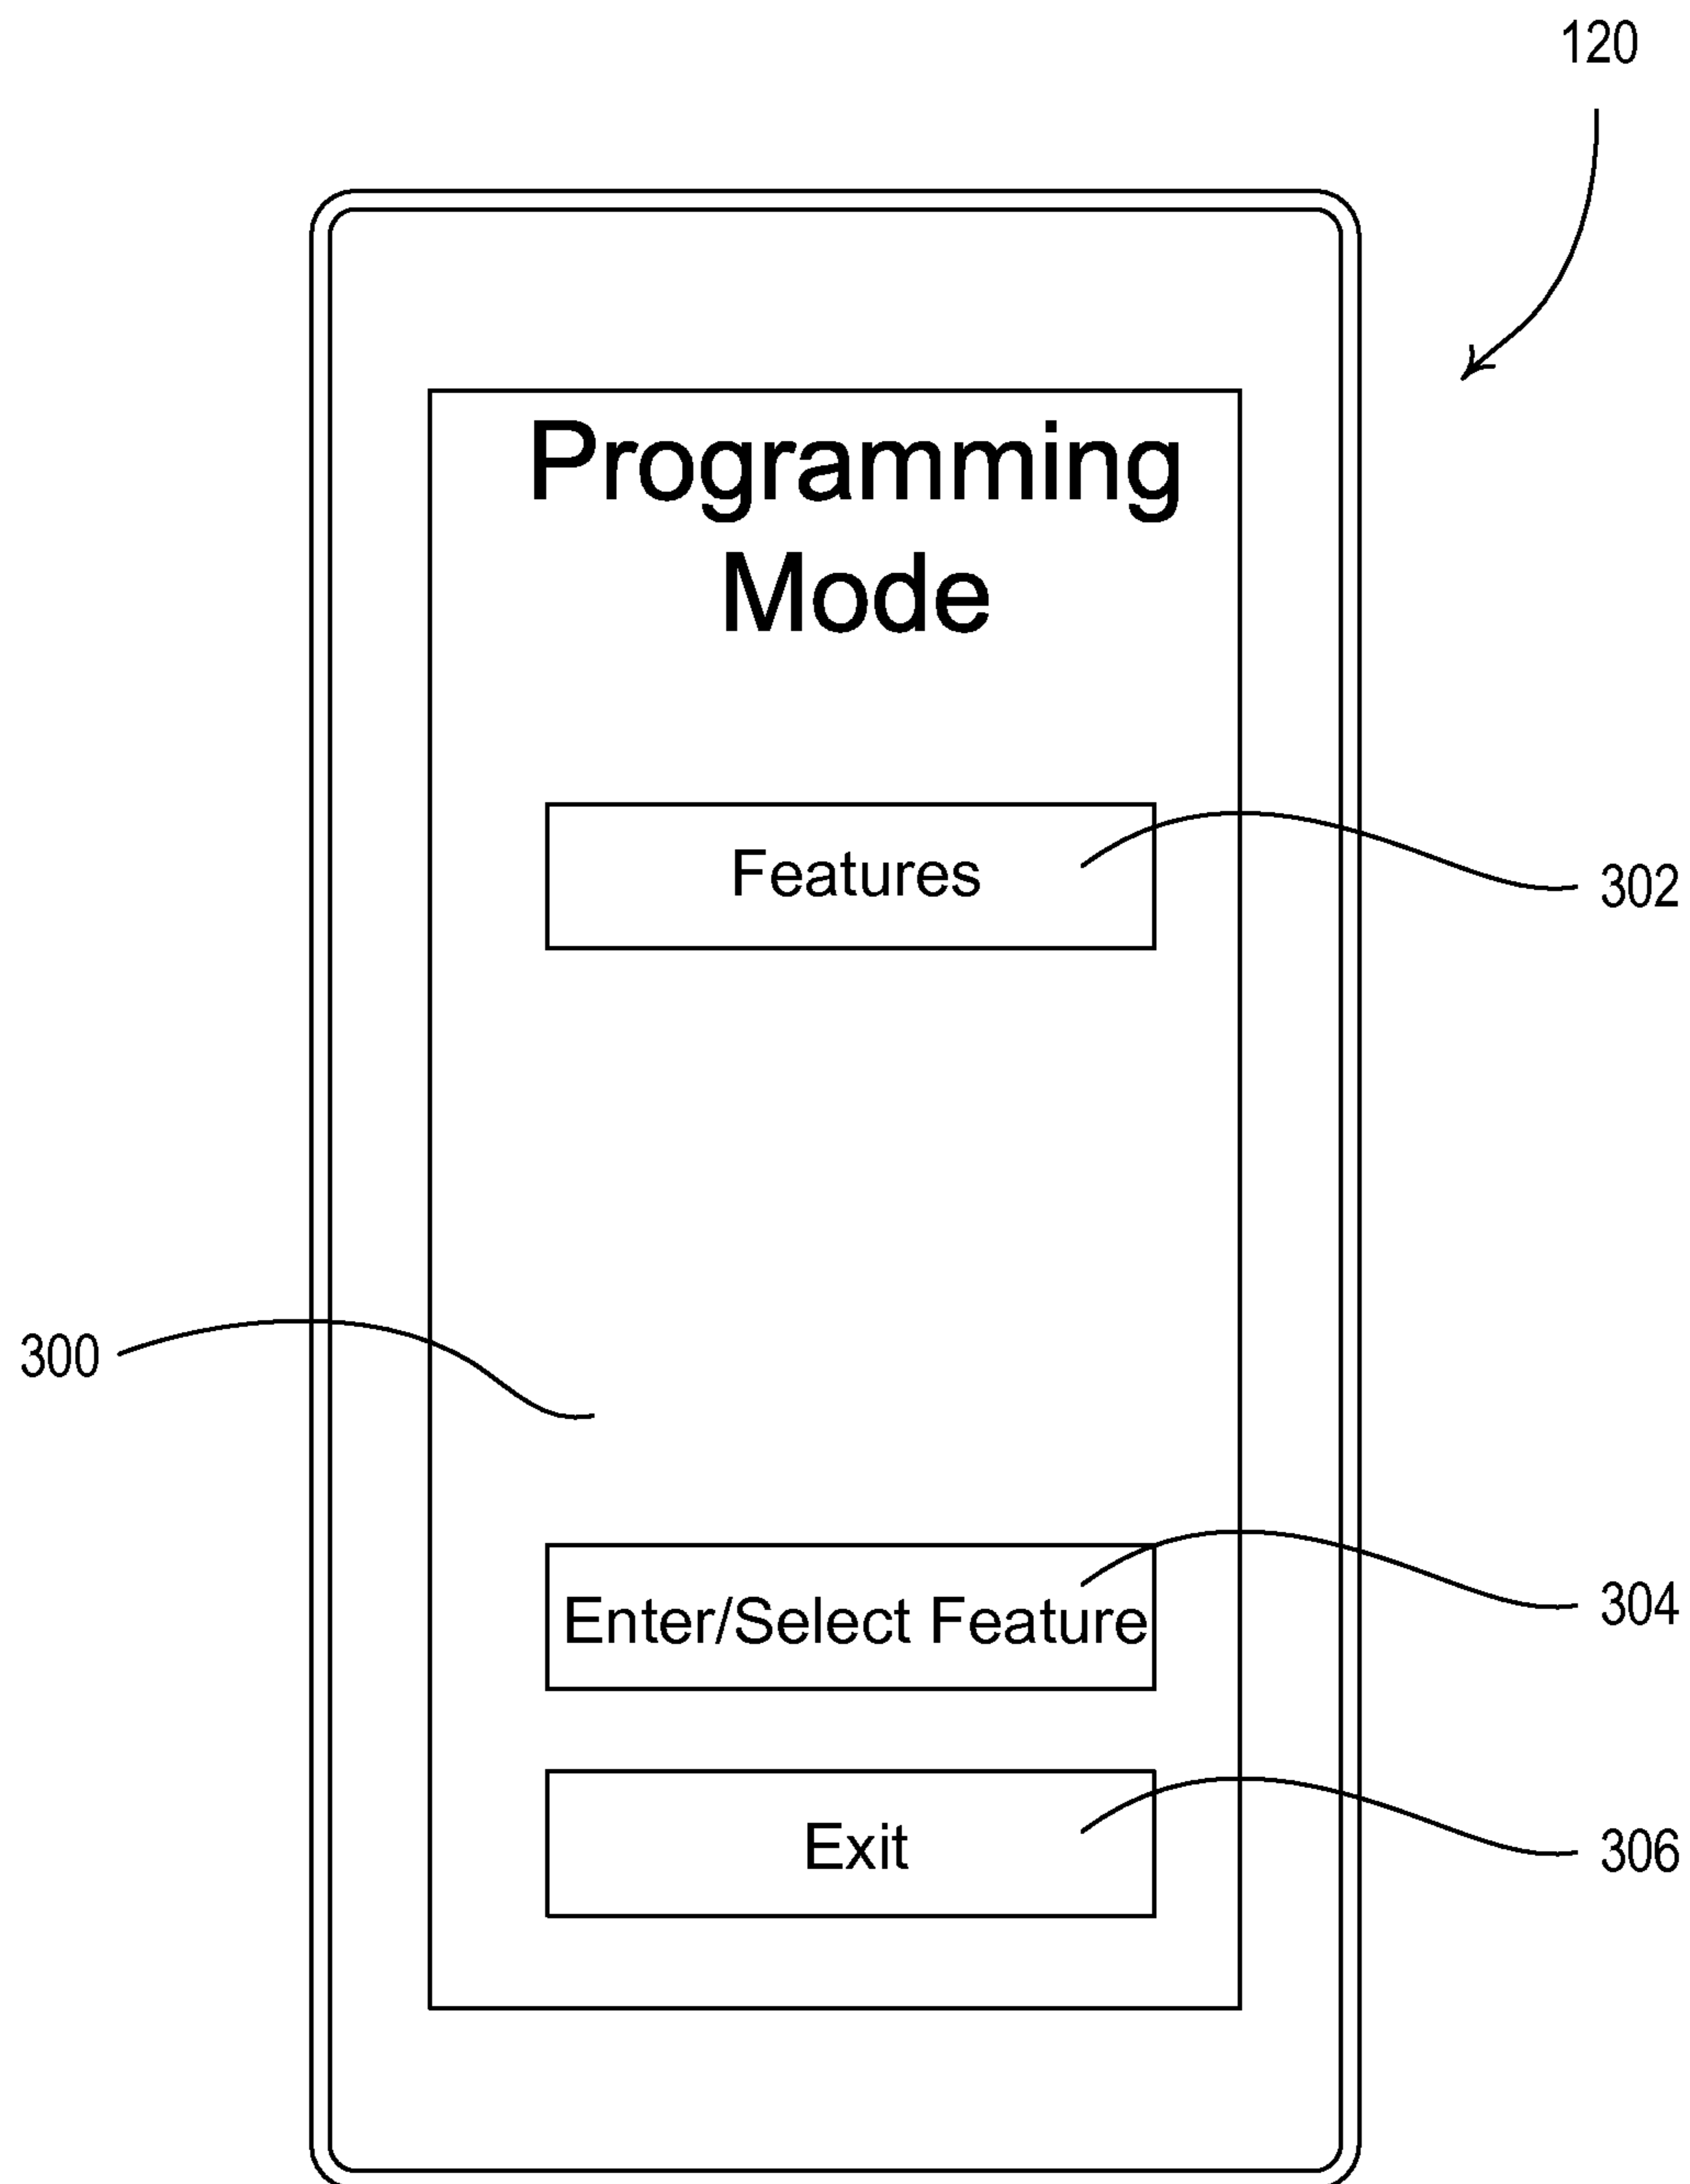 120
Programming
Mode
Features
302
300
Enter/Select Feature
304
Exit
306